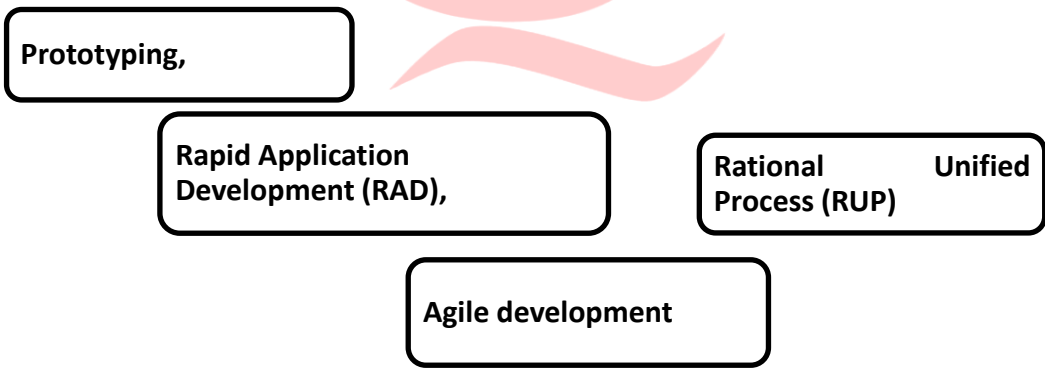 Prototyping,
Rapid Application
Development (RAD),
Rational Unified
Process (RUP)
Agile development